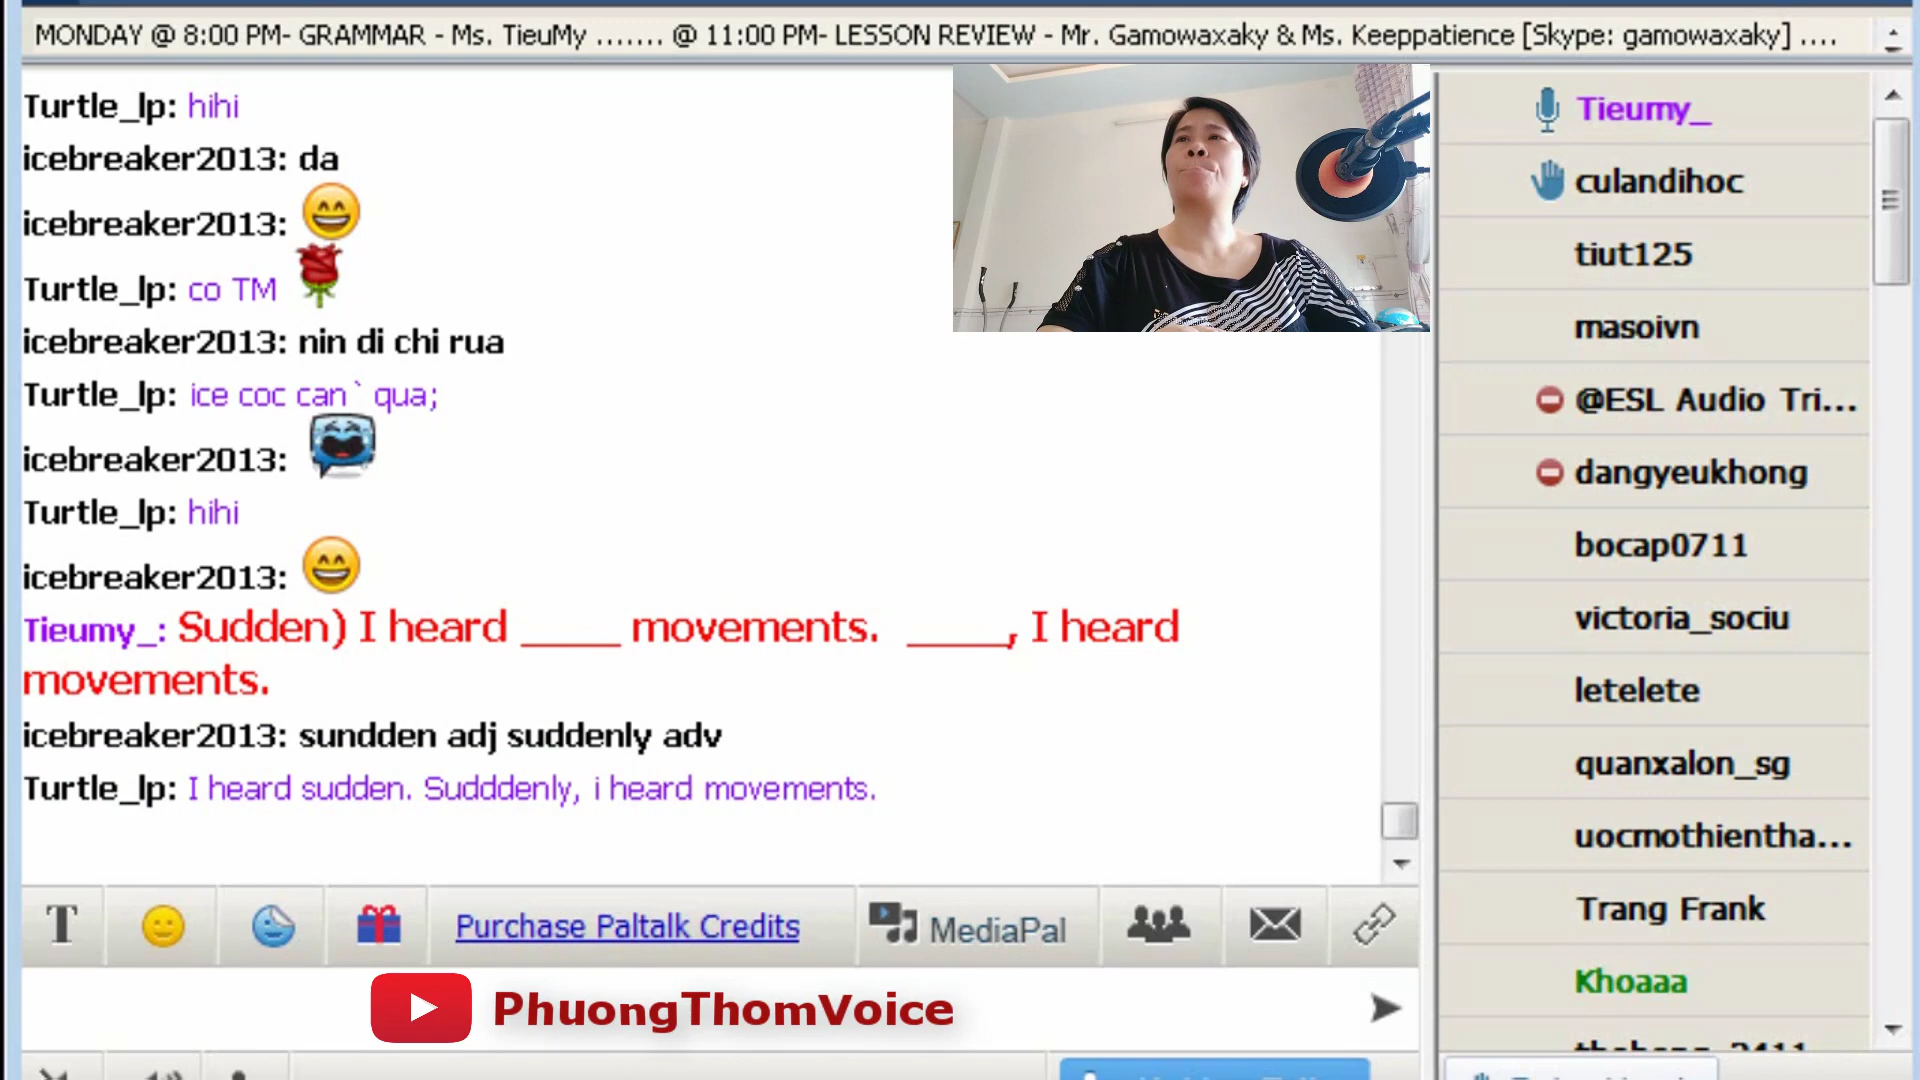 MONDAY @ 8:00 PM- GRAMMAR - Ms. TieuMy ....... @ 11:00 PM- LESSON REVIEW - Mr. Gamowaxaky & Ms. Keeppatience [Skype: gamowaxaky] ....
Turtle_lp: hihi
icebreaker2013: da
icebreaker2013:
Turtle_lp: co TM
icebreaker2013: nin di chi rua
Turtle_lp: ice coc can` qua;
icebreaker2013:
Turtle_lp: hihi
icebreaker2013:
Tieumy_: Sudden) I heard ____ movements. ____, I heard
movements.
icebreaker2013: sundden adj suddenly adv
Turtle_lp: I heard sudden. Sudddenly, i heard movements.
Tieumy_
culandihoc
tiut125
masoivn
@ESL Audio Tri...
dangyeukhong
bocap0711
victoria_sociu
letelete
quanxalon_sg
uocmothientha...
Trang Frank
Khoaaa
T
Purchase Paltalk Credits
MediaPal
PhuongThomVoice